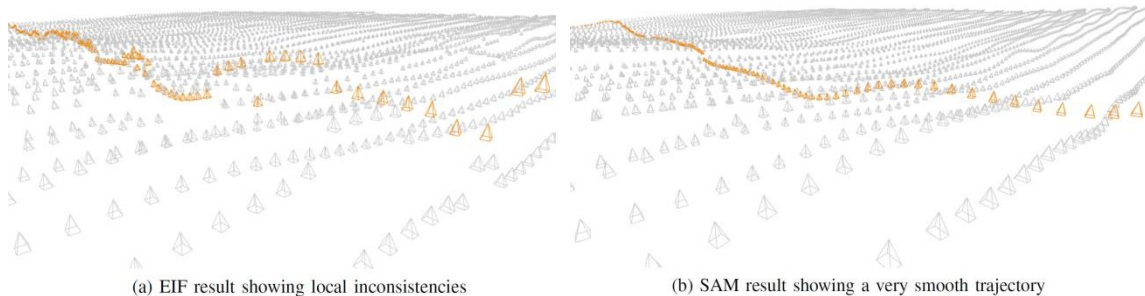 (a) EIF result showing local inconsistencies
(b) SAM result showing a very smooth trajectory